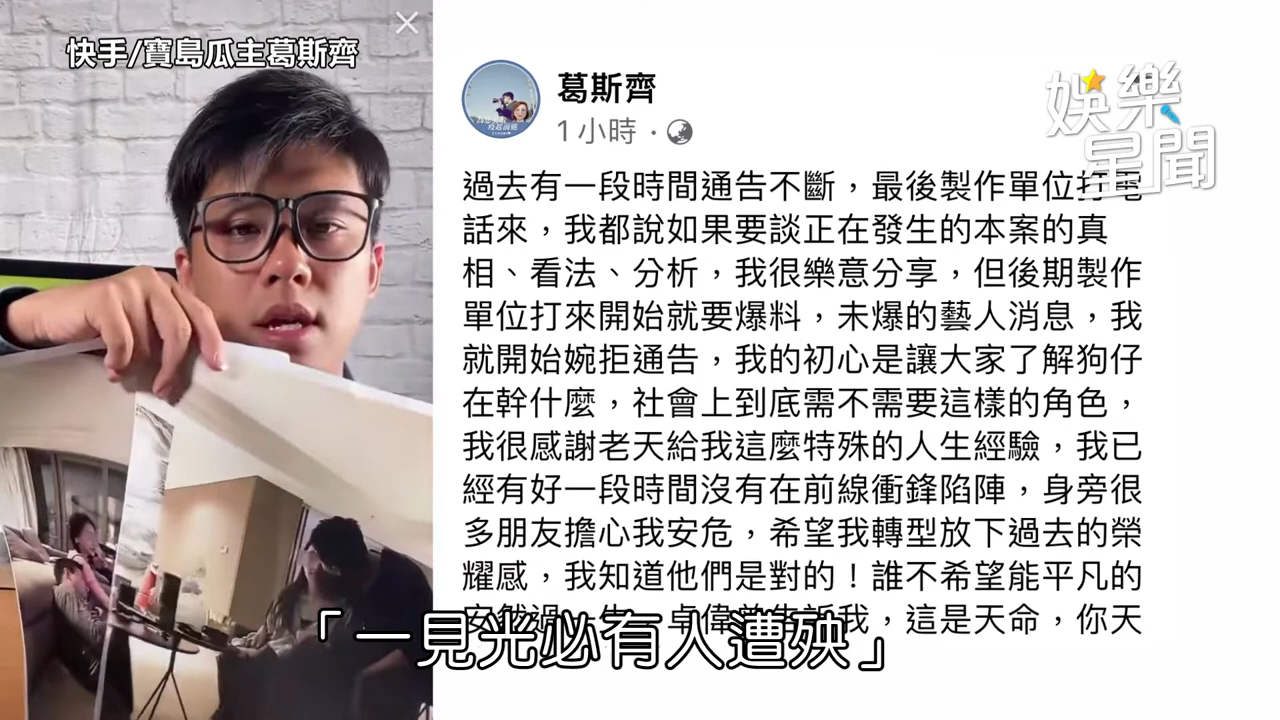 快手/寶島瓜主葛斯齊
葛斯齊
1小時
娛樂
星聞
過去有一段時間通告不斷，最後製作單位打電
話來，我都說如果要談正在發生的本案的真
相、看法、分析，我很樂意分享，但後期製作
單位打來開始就要爆料，未爆的藝人消息，我
就開始婉拒通告，我的初心是讓大家了解狗仔
在幹什麼，社會上到底需不需要這樣的角色，
我很感謝老天給我這麼特殊的人生經驗，我已
經有好一段時間沒有在前線衝鋒陷陣，身旁很
多朋友擔心我安危，希望我轉型放下過去的榮
耀感，我知道他們是對的！誰不希望能平凡的
卓偉曾告訴我，這是天命，你天
「一見光必有人遭殃」